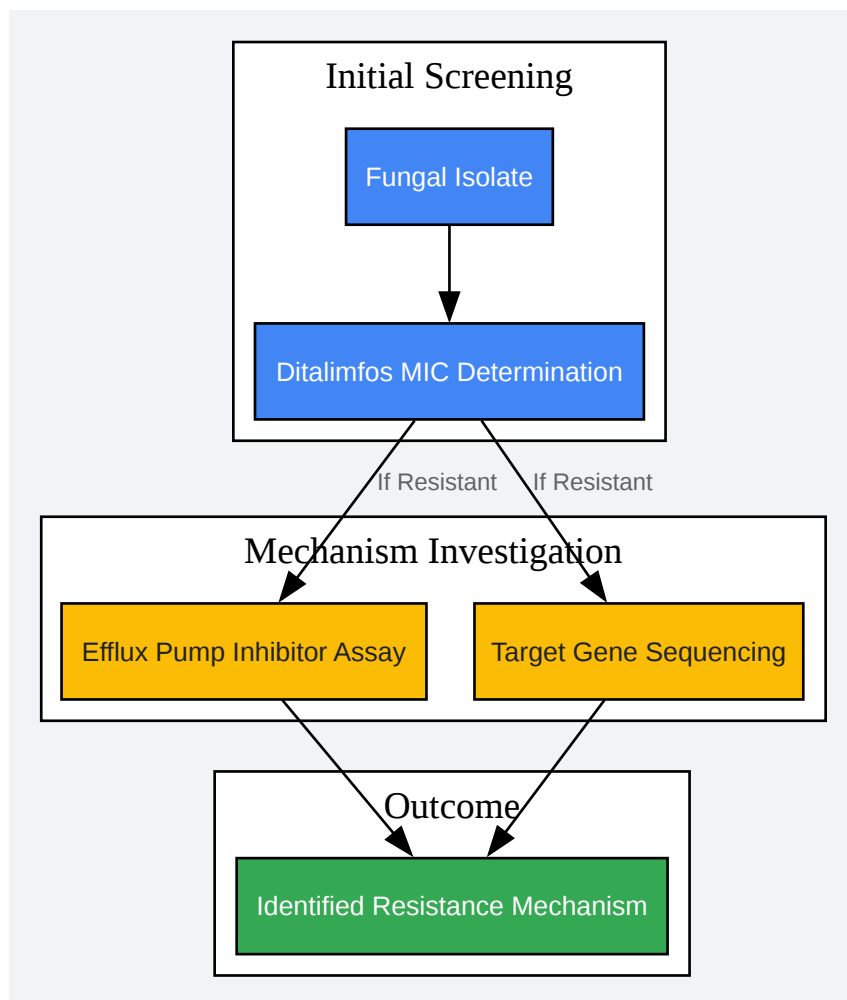 Initial Screening
Fungal Isolate
Ditalimfos MIC Determination
If Resistant
If Resistant
Mechanism Investigation
Efflux Pump Inhibitor Assay
Target Gene Sequencing
Outcome
Identified Resistance Mechanism